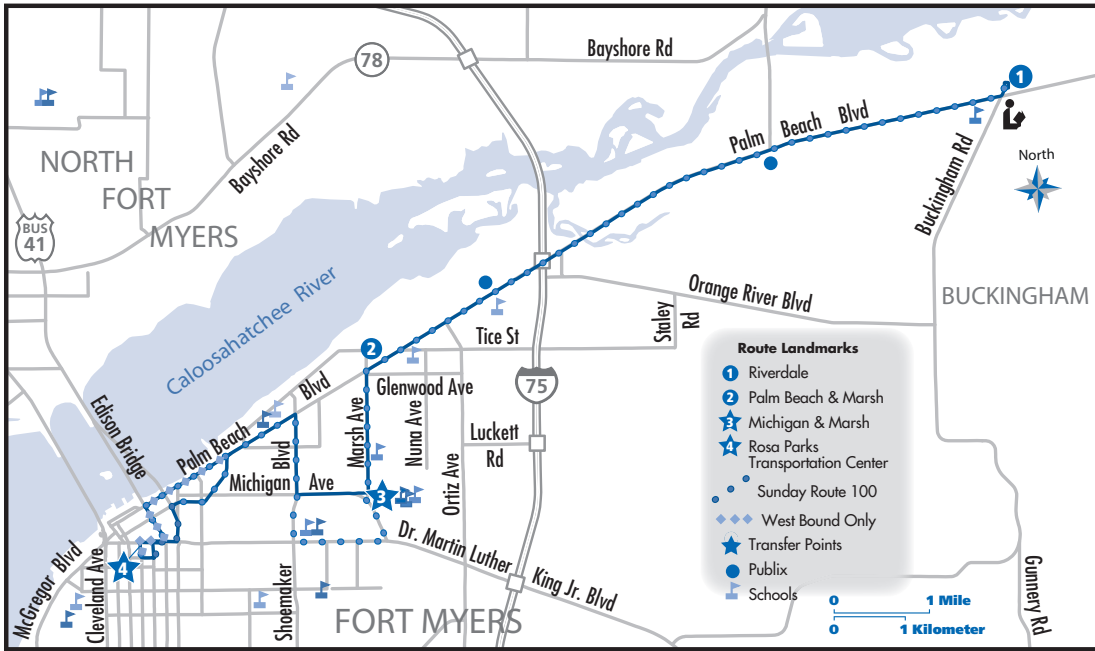 Bayshore Rd
78
1
Palm Beach Blvd
Bayshore Rd
NORTH
FORT
MYERS
BUS
41
Buckingham Rd
North
Caloosahatchee River
Orange River Blvd
BUCKINGHAM
Staley
Rd
Tice St
2
75
Glenwood Ave
Edison Bridge
Palm Beach
Blvd
Blvd
Marsh Ave
Nuna Ave
Luckett
Rd
Ortiz Ave
Michigan
Ave
3
Dr. Martin Luther
King Jr. Blvd
4
McGregor Blvd
Cleveland Ave
Shoemaker
FORT MYERS
Gunnery Rd
Route Landmarks
1 Riverdale
2 Palm Beach & Marsh
3 Michigan & Marsh
4 Rosa Parks
Transportation Center
Sunday Route 100
West Bound Only
Transfer Points
Publix
Schools
0 1 Mile
0 1 Kilometer